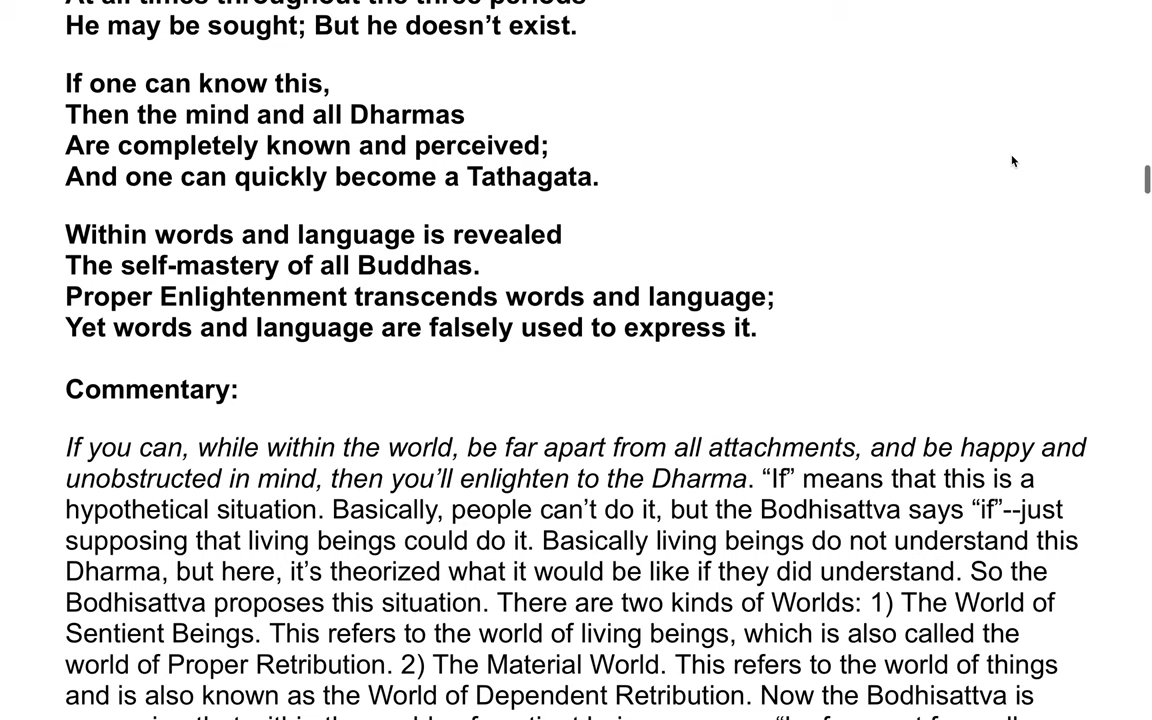 At all times throughout the three periods
He may be sought; But he doesn’t exist.
If one can know this,
Then the mind and all Dharmas
Are completely known and perceived;
And one can quickly become a Tathagata.
Within words and language is revealed
The self-mastery of all Buddhas.
Proper Enlightenment transcends words and language;
Yet words and language are falsely used to express it.
Commentary:
If you can, while within the world, be far apart from all attachments, and be happy and
unobstructed in mind, then you’ll enlighten to the Dharma. “If” means that this is a
hypothetical situation. Basically, people can’t do it, but the Bodhisattva says “if”--just
supposing that living beings could do it. Basically living beings do not understand this
Dharma, but here, it’s theorized what it would be like if they did understand. So the
Bodhisattva proposes this situation. There are two kinds of Worlds: 1) The World of
Sentient Beings. This refers to the world of living beings, which is also called the
world of Proper Retribution. 2) The Material World. This refers to the world of things
and is also known as the World of Dependent Retribution. Now the Bodhisattva is